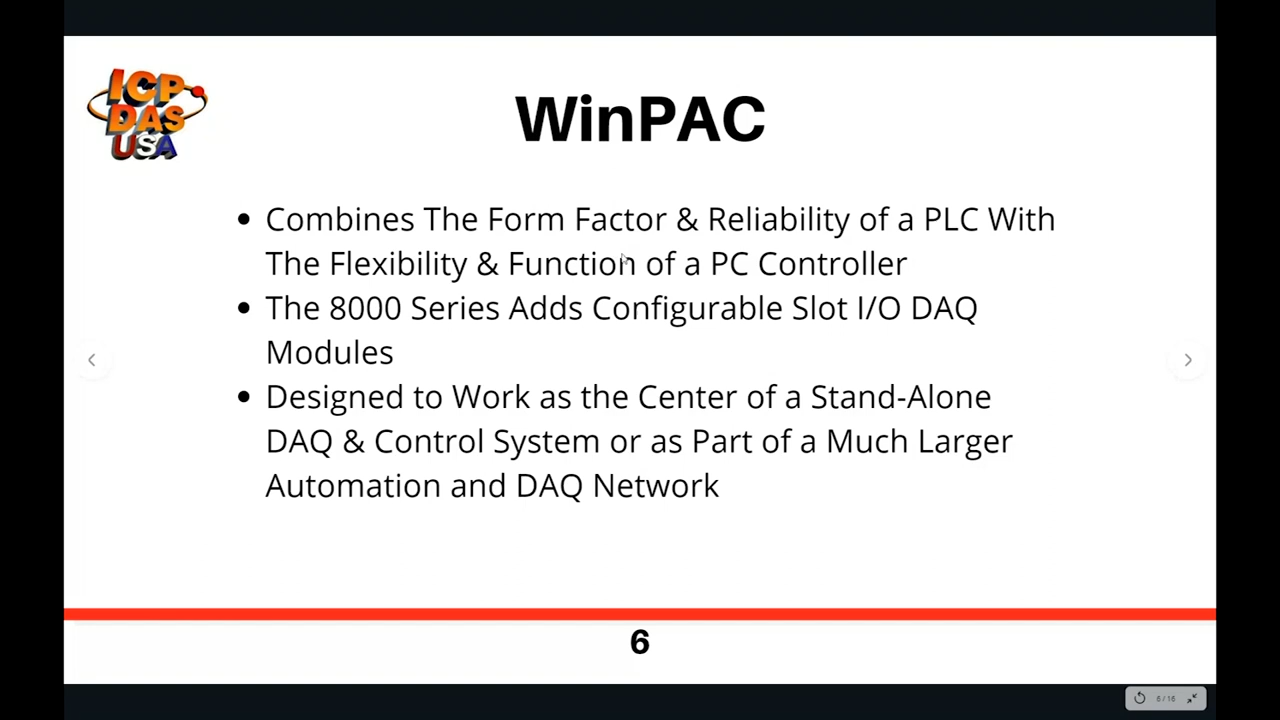 ICP
DAS
USA
WinPAC
• Combines The Form Factor & Reliability of a PLC With
The Flexibility & Function of a PC Controller
• The 8000 Series Adds Configurable Slot I/O DAQ
Modules
• Designed to Work as the Center of a Stand-Alone
DAQ & Control System or as Part of a Much Larger
Automation and DAQ Network
6
6 / 16